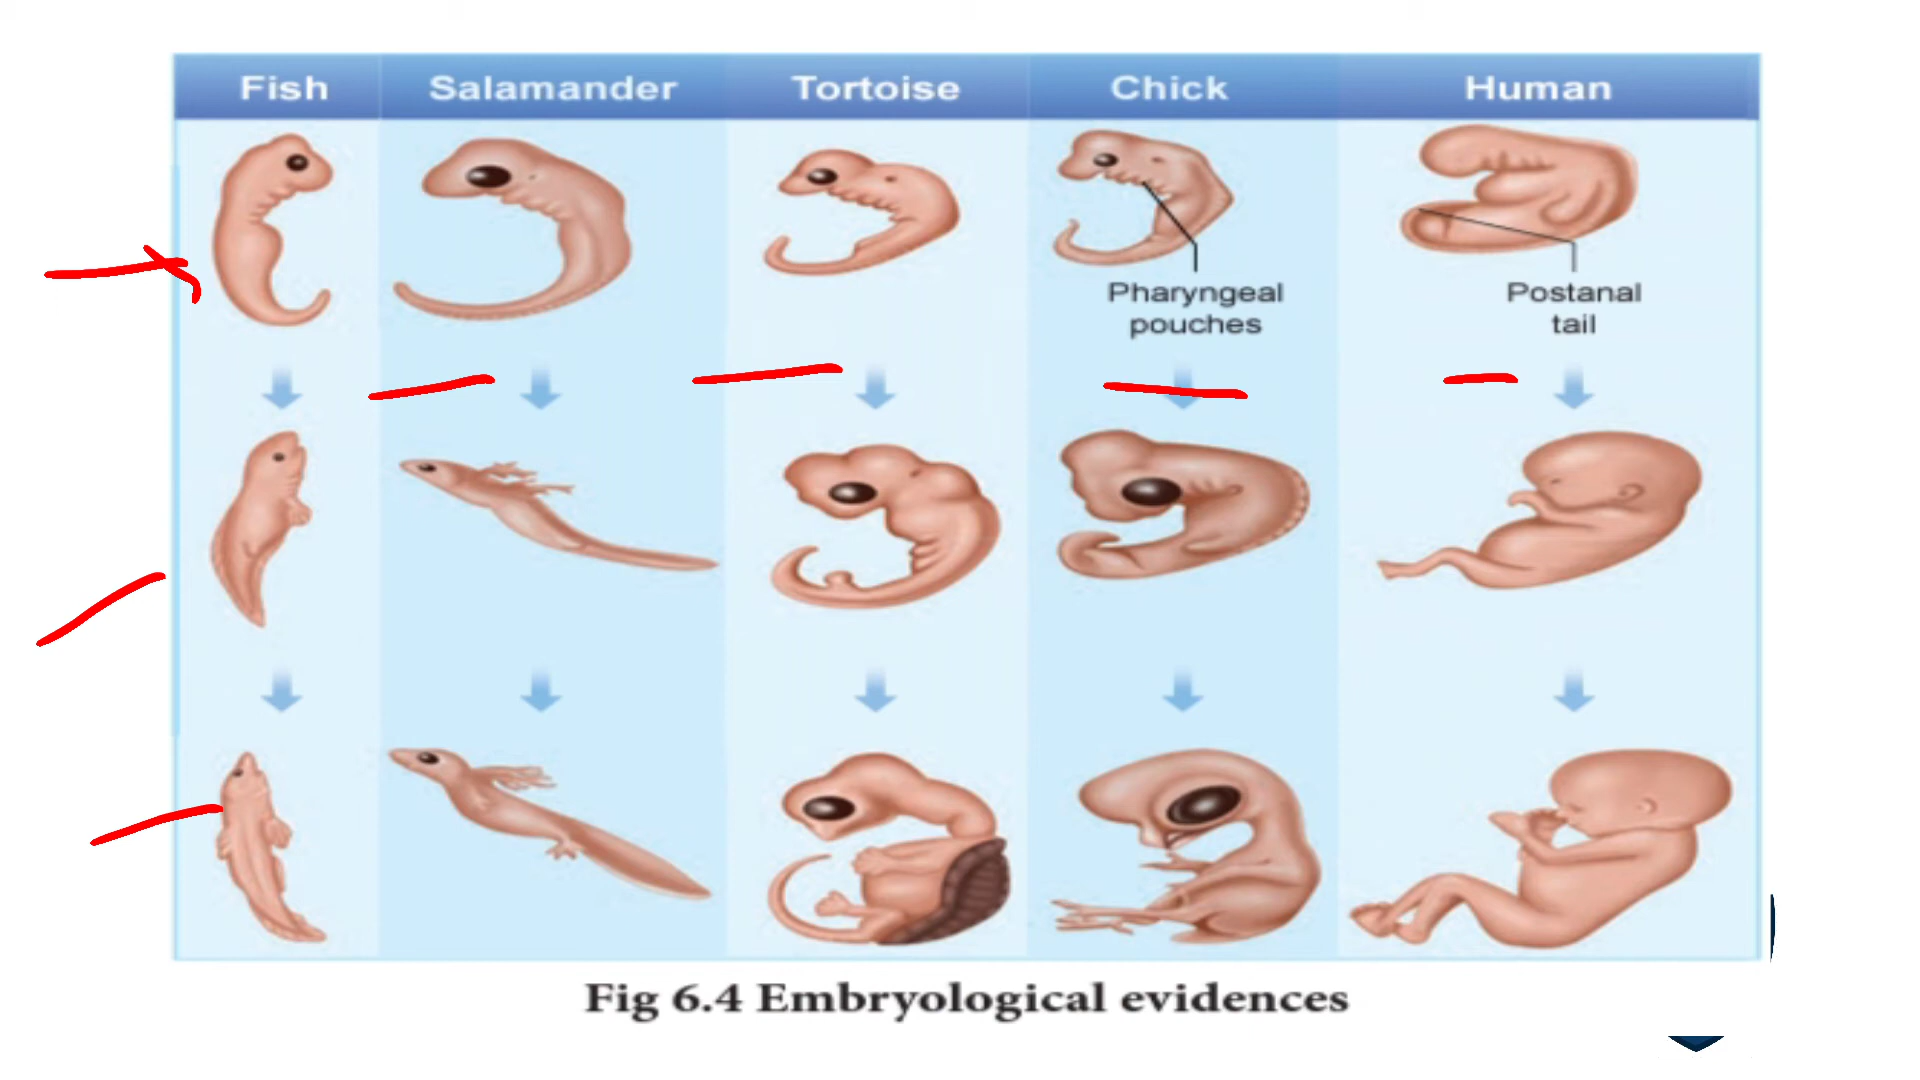 Fish Salamander Tortoise Chick Human
Pharyngeal
pouches
Postanal
tail
Fig 6.4 Embryological evidences